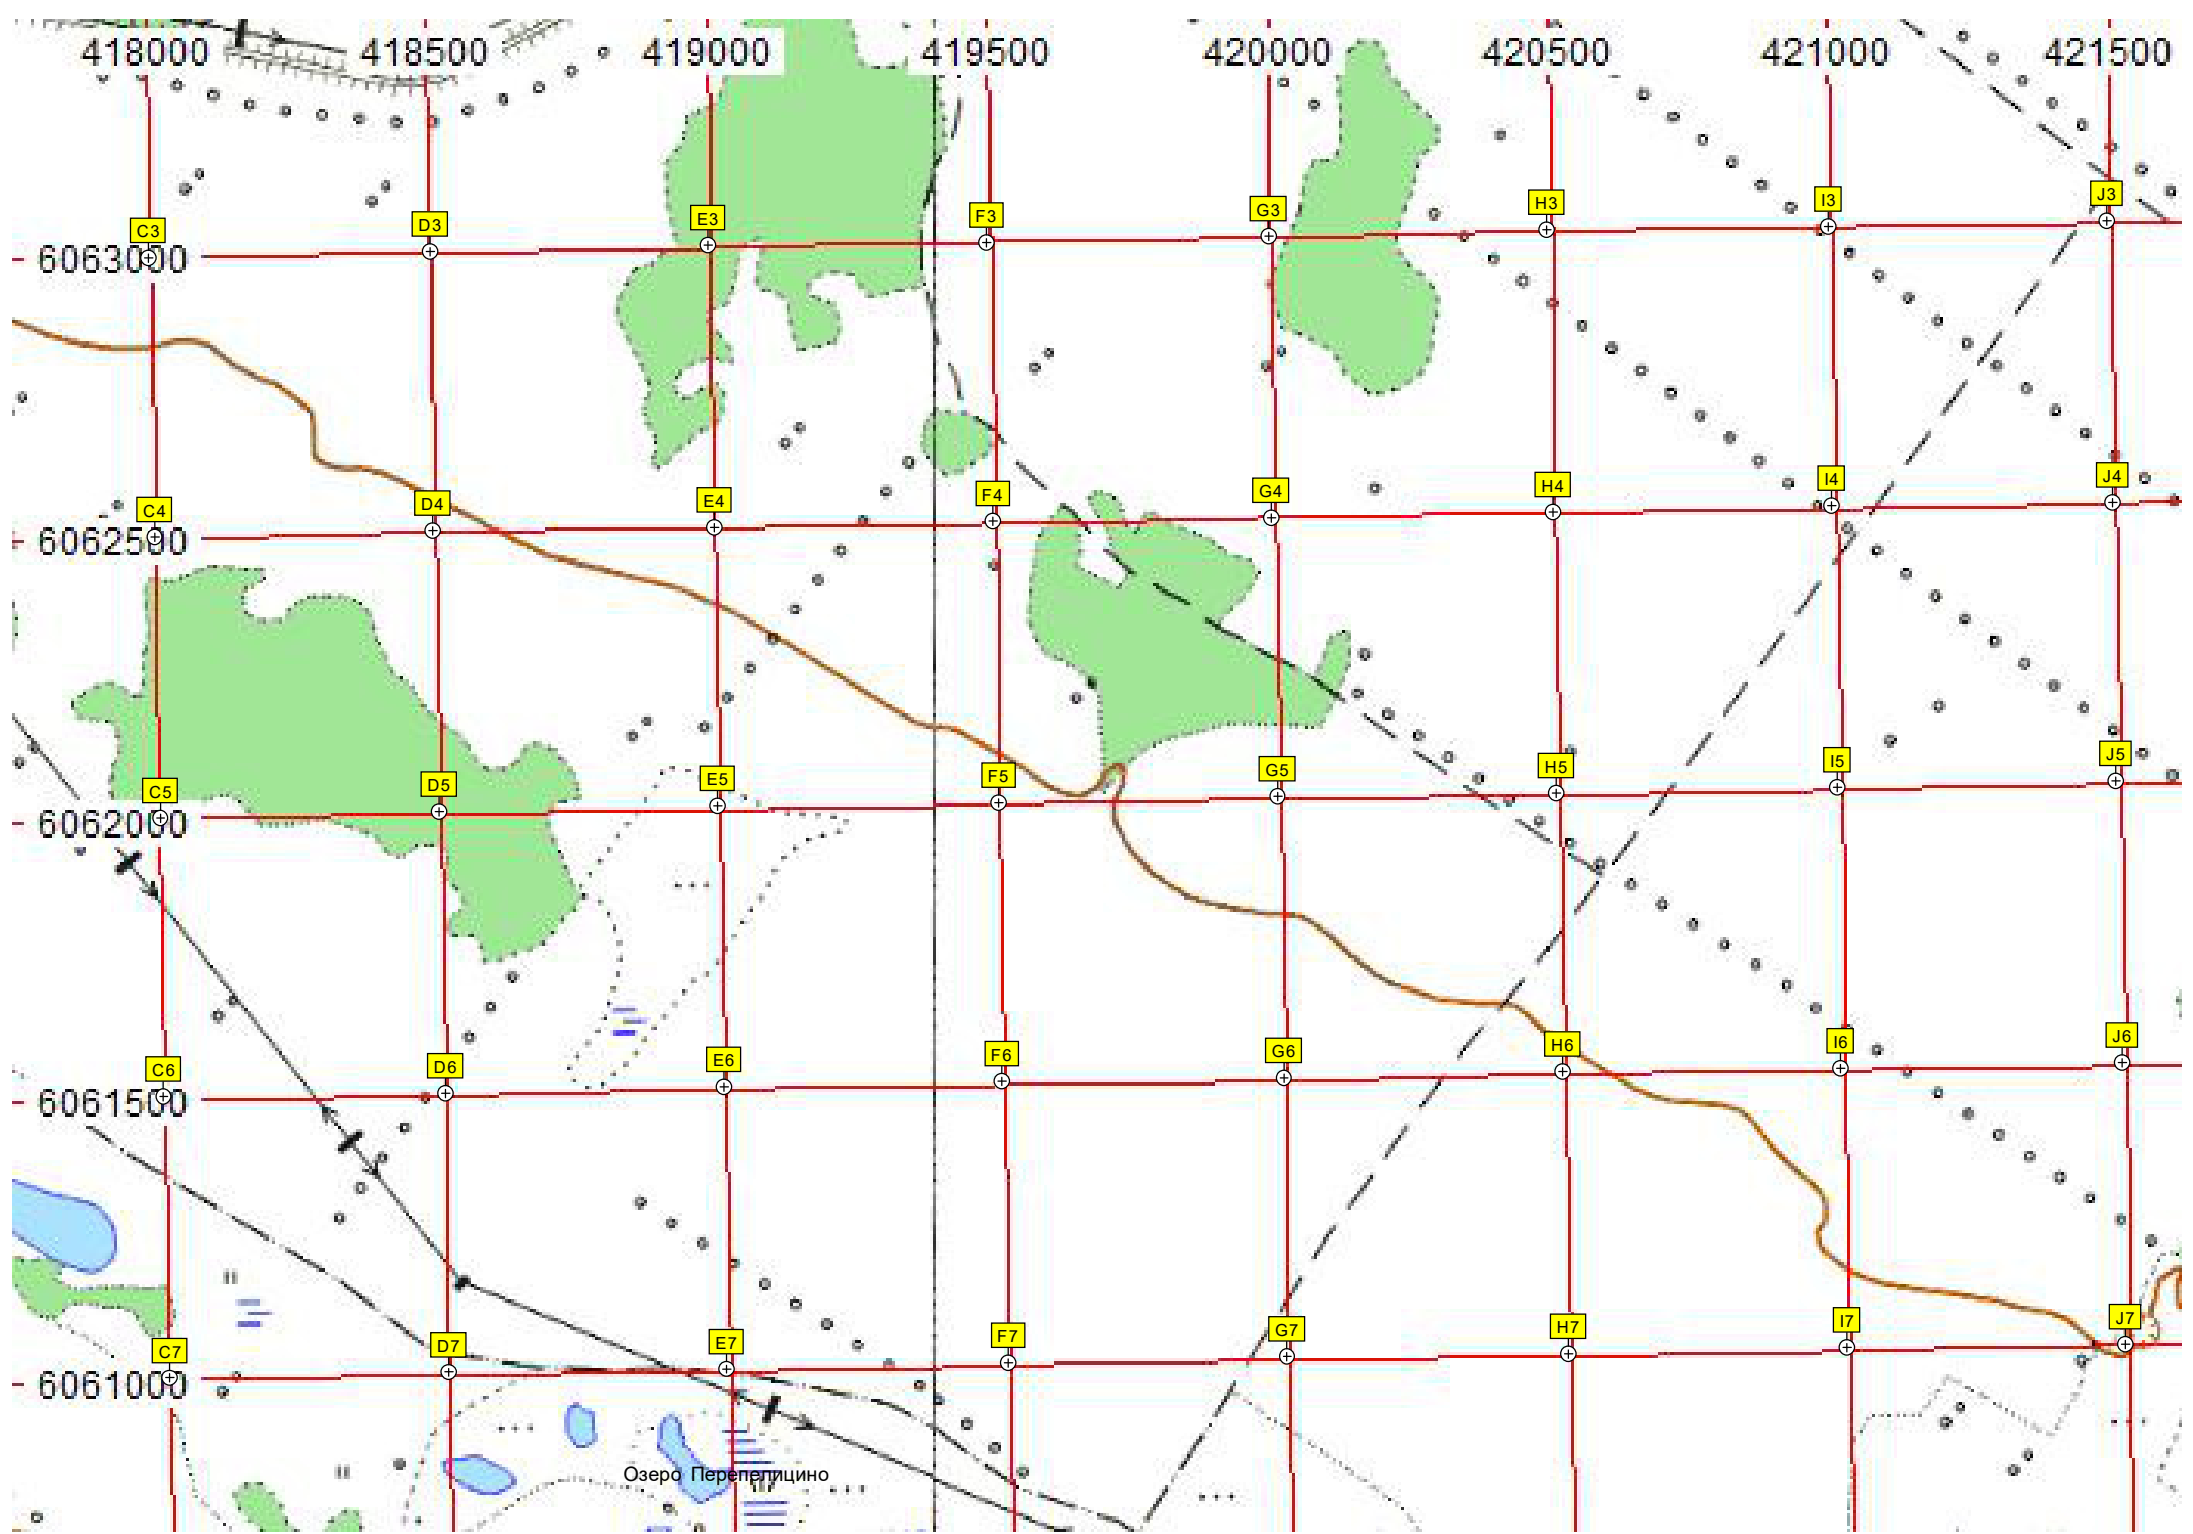 418000 418500 419000 419500 420000 420500 421000 421500
C3 D3 E3 F3 G3 H3 I3 J3
6063000
C4 D4 E4 F4 G4 H4 I4 J4
6062500
C5 D5 E5 F5 G5 H5 I5 J5
6062000
C6 D6 E6 F6 G6 H6 I6 J6
6061500
C7 D7 E7 F7 G7 H7 I7 J7
6061000
Озеро Перепелицино